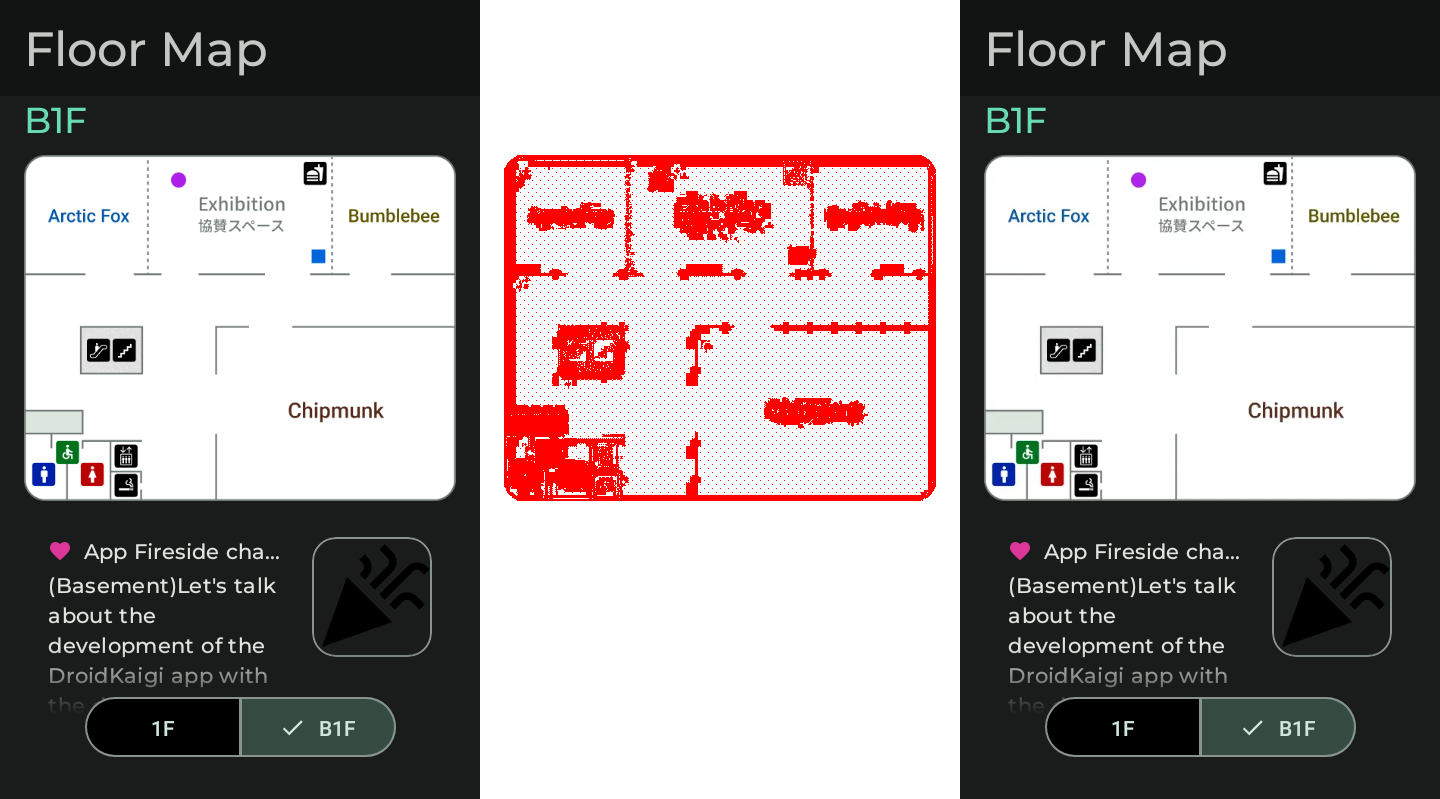 Floor Map
B1F
Arctic Fox
Exhibition
協賛スペース
Bumblebee
Chipmunk
App Fireside cha...
(Basement)Let's talk
about the
development of the
DroidKaigi app with
the
1F
B1F
Floor Map
B1F
Arctic Fox
Exhibition
協賛スペース
Bumblebee
Chipmunk
App Fireside cha...
(Basement)Let's talk
about the
development of the
DroidKaigi app with
the
1F
B1F